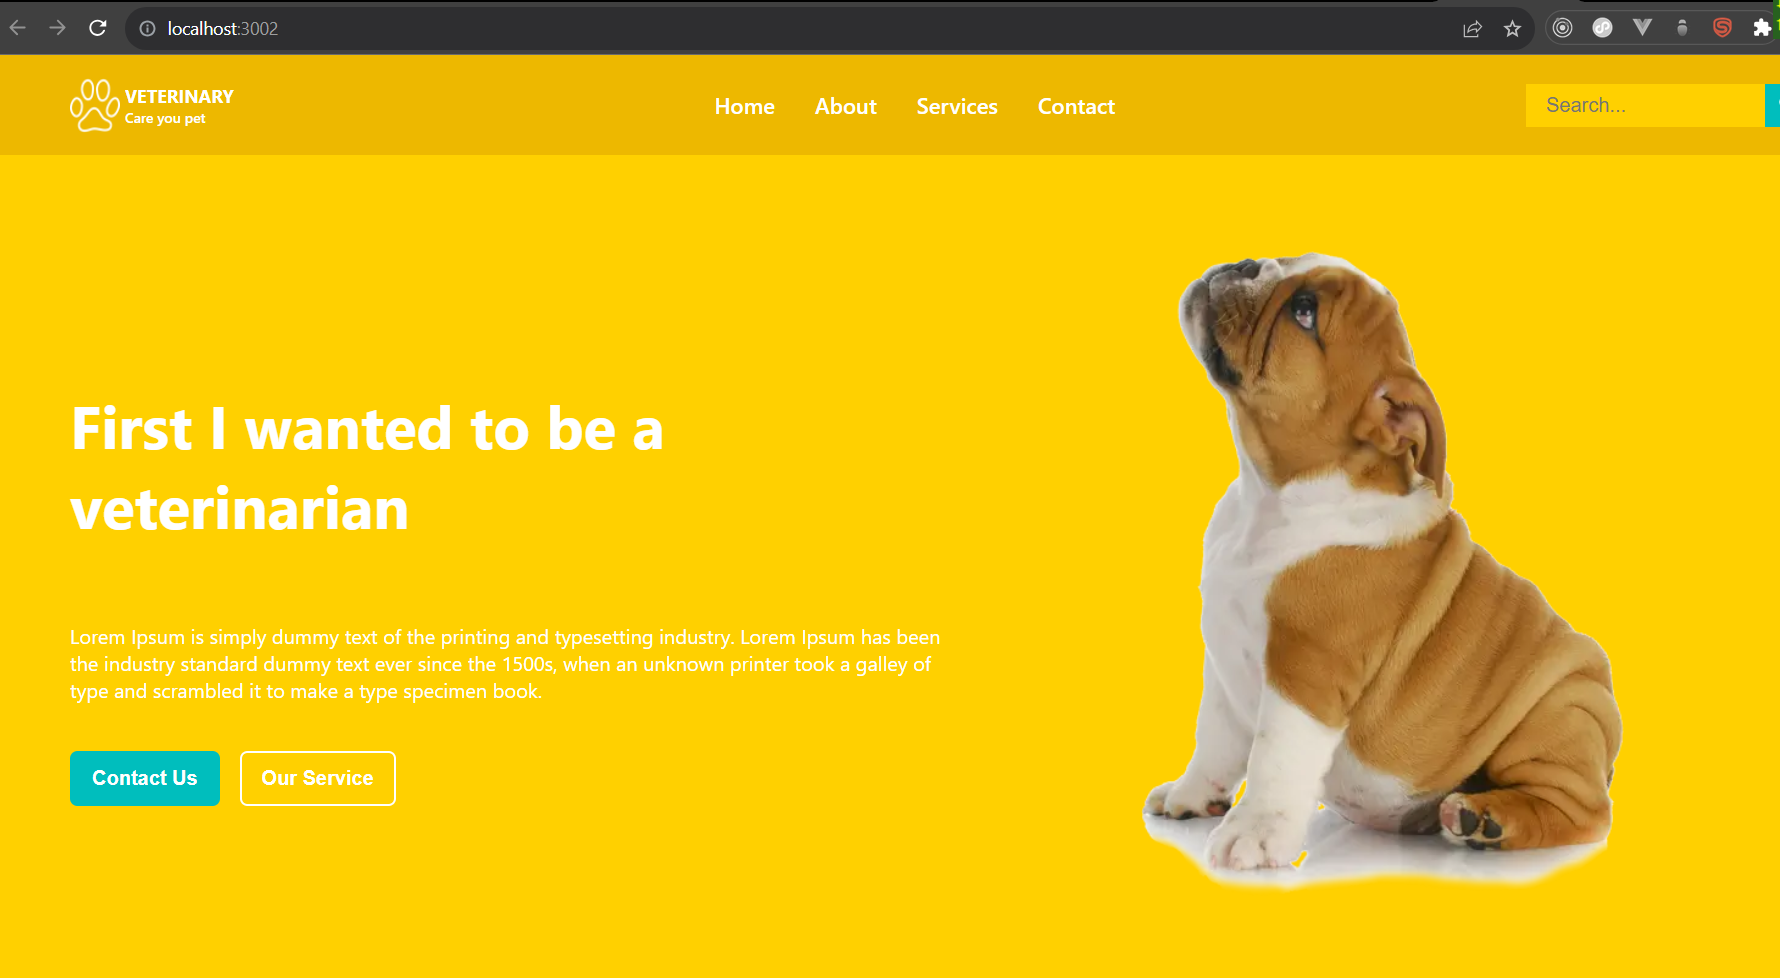 localhost:3002
VETERINARY
Care you pet
Home About Services Contact
Search...
First I wanted to be a
veterinarian
Lorem Ipsum is simply dummy text of the printing and typesetting industry. Lorem Ipsum has been
the industry standard dummy text ever since the 1500s, when an unknown printer took a galley of
type and scrambled it to make a type specimen book.
Contact Us Our Service